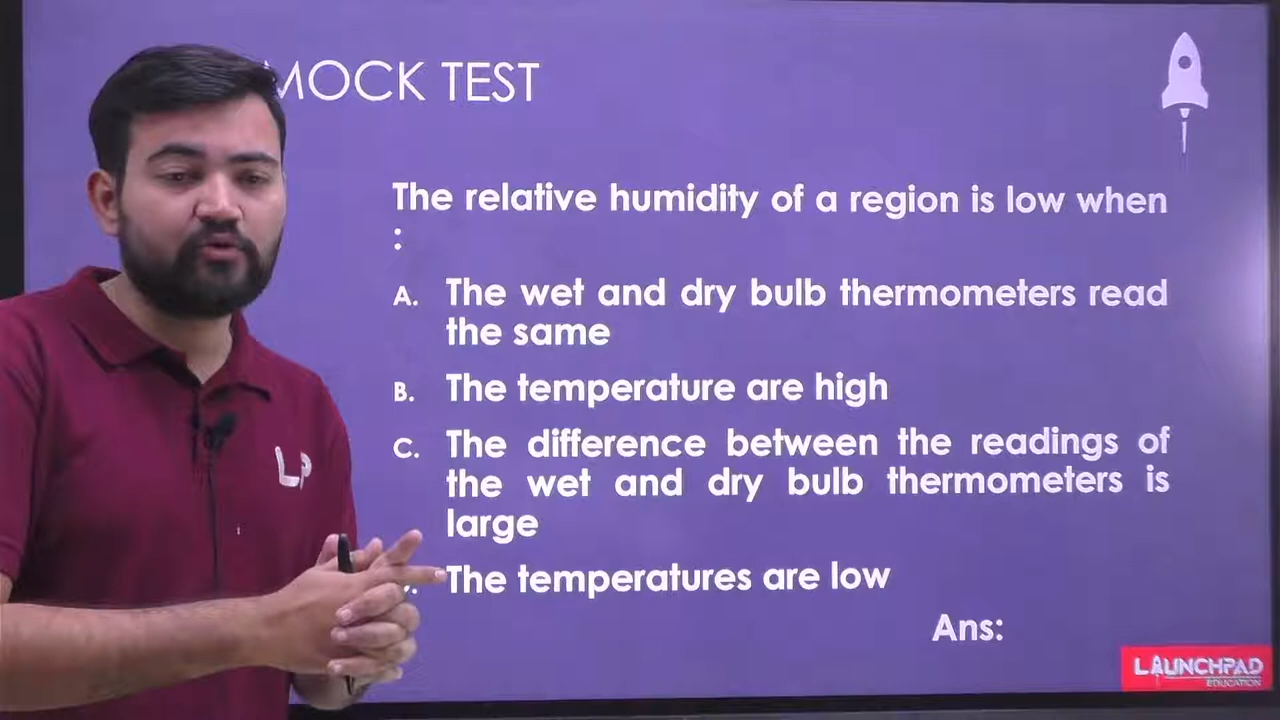 MOCK TEST
The relative humidity of a region is low when
:
A. The wet and dry bulb thermometers read
the same
B. The temperature are high
C. The difference between the readings of
the wet and dry bulb thermometers is
large
The temperatures are low
Ans:
LP
LAUNCHPAD
EDUCATION